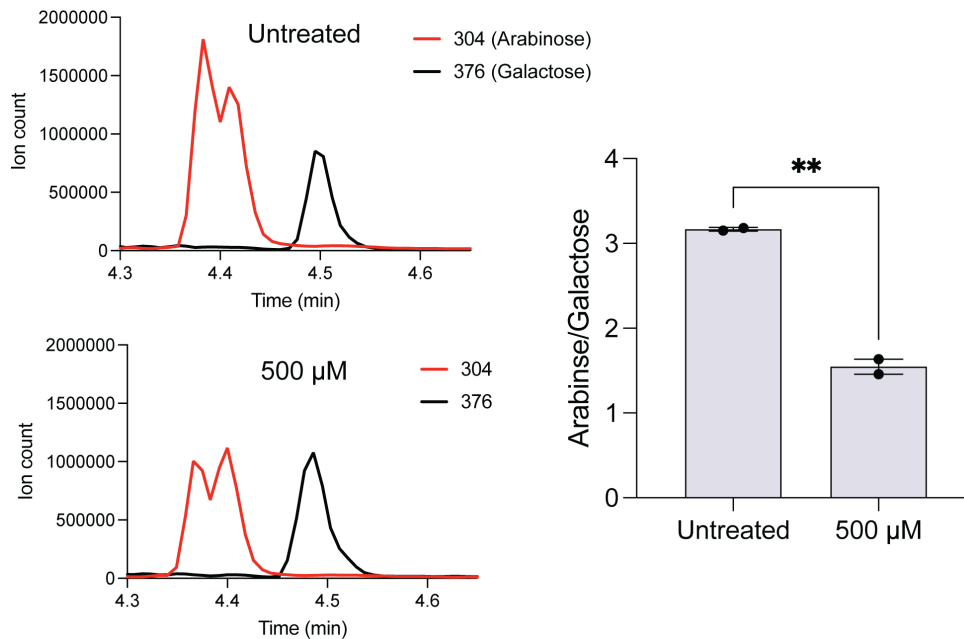 Untreated
304 (Arabinose)
376 (Galactose)
Ion count
2000000
1500000
1000000
500000
0
4.3 4.4 4.5 4.6
Time (min)
500 µM
304
376
Ion count
2000000
1500000
1000000
500000
0
4.3 4.4 4.5 4.6
Time (min)
**
Arabinse/Galactose
4
3
2
1
0
Untreated 500 µM